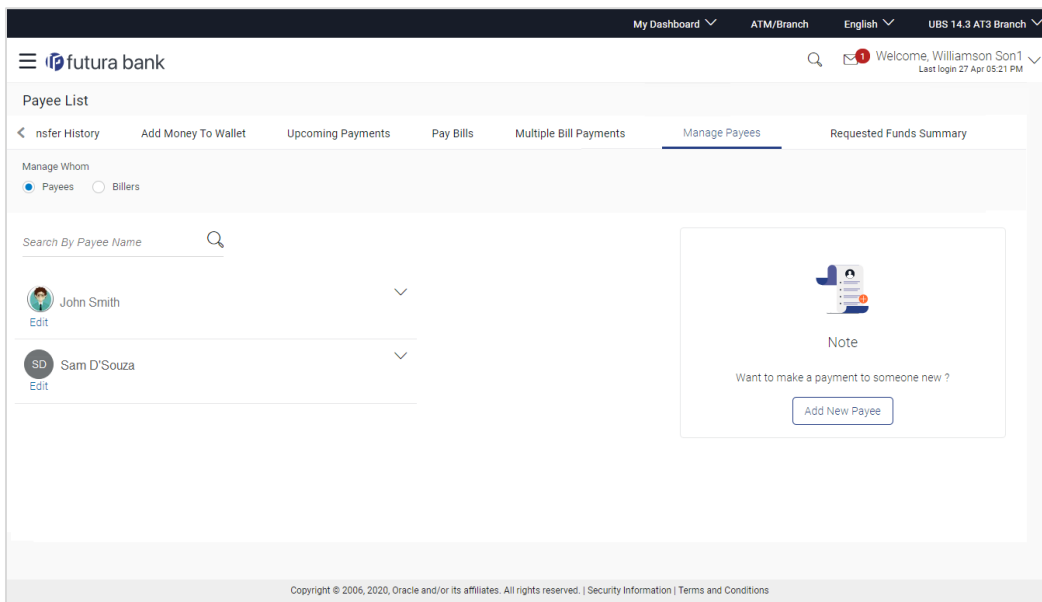 My Dashboard ATM/Branch English UBS 14.3 AT3 Branch
futura bank 1 Welcome, Williamson Son1
Last login 27 Apr 05:21 PM
Payee List
nsfer History Add Money To Wallet Upcoming Payments Pay Bills Multiple Bill Payments Manage Payees Requested Funds Summary
Manage Whom
Payees Billers
Search By Payee Name
John Smith
Edit
SD Sam D'Souza
Edit
Note
Want to make a payment to someone new ?
Add New Payee
Copyright © 2006, 2020, Oracle and/or its affiliates. All rights reserved. | Security Information | Terms and Conditions